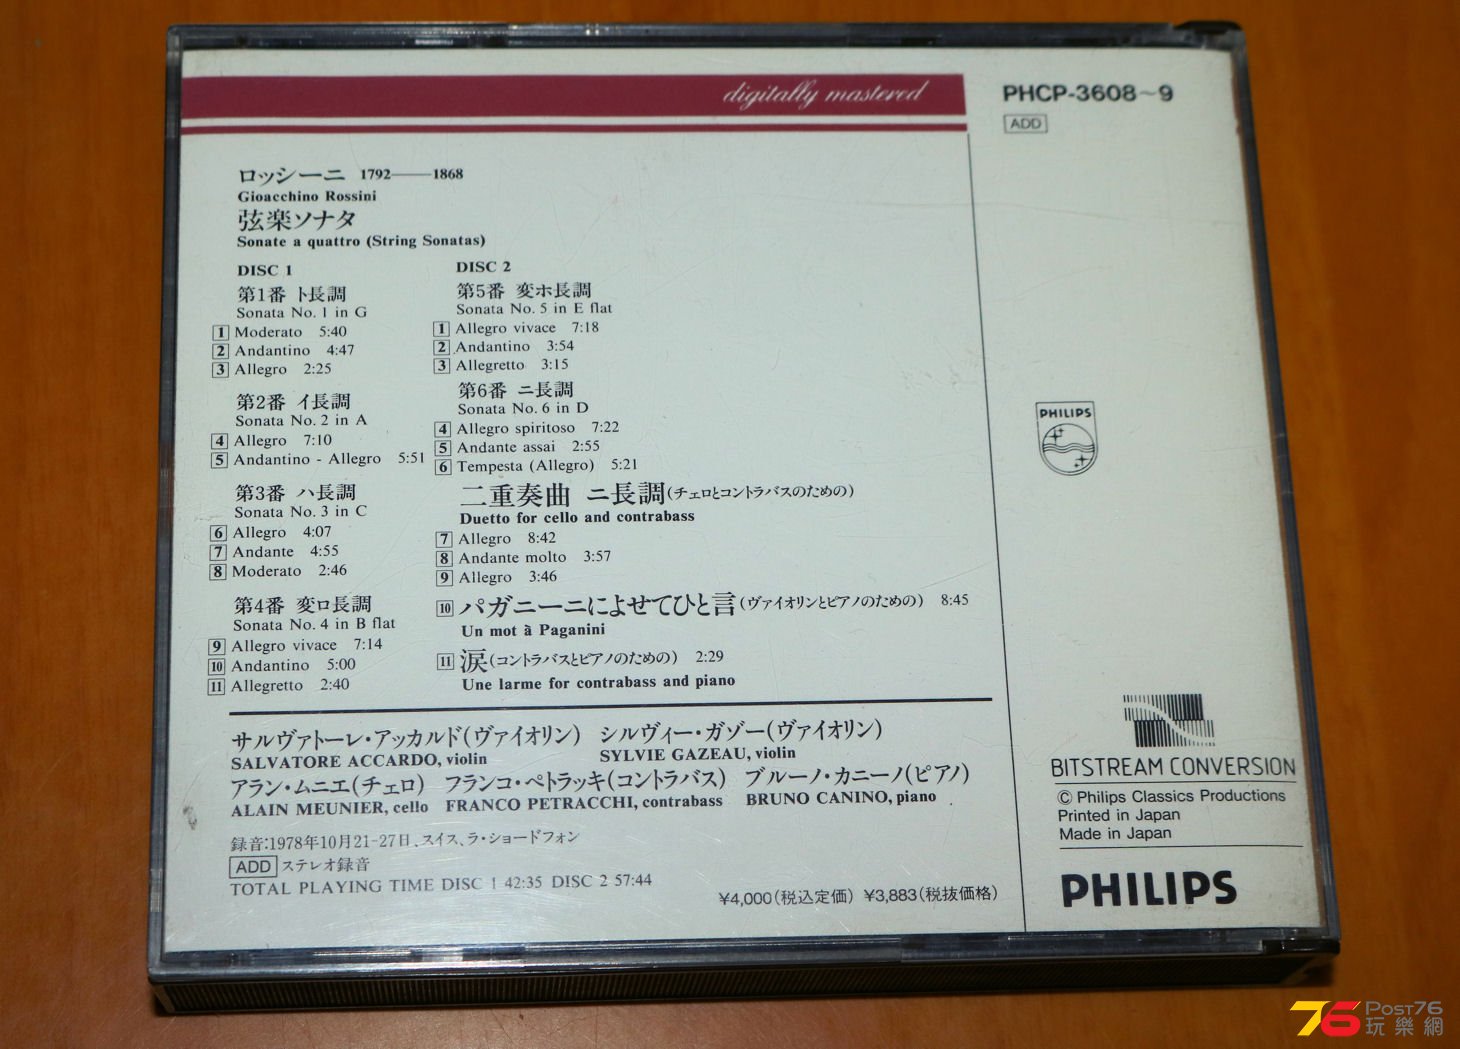 digitally mastered
PHCP-3608~9
ADD
ロッシーニ 1792——1868
Gioacchino Rossini
弦楽ソナタ
Sonate a quattro (String Sonatas)
DISC 1
第1番 ト長調
Sonata No. 1 in G
1 Moderato 5:40
2 Andantino 4:47
3 Allegro 2:25
第2番 イ長調
Sonata No. 2 in A
4 Allegro 7:10
5 Andantino - Allegro 5:51
第3番 ハ長調
Sonata No. 3 in C
6 Allegro 4:07
7 Andante 4:55
8 Moderato 2:46
第4番 変ロ長調
Sonata No. 4 in B flat
9 Allegro vivace 7:14
10 Andantino 5:00
11 Allegretto 2:40
DISC 2
第5番 変ホ長調
Sonata No. 5 in E flat
1 Allegro vivace 7:18
2 Andantino 3:54
3 Allegretto 3:15
第6番 ニ長調
Sonata No. 6 in D
4 Allegro spiritoso 7:22
5 Andante assai 2:55
6 Tempesta (Allegro) 5:21
二重奏曲 ニ長調(チェロとコントラバスのための)
Duetto for cello and contrabass
7 Allegro 8:42
8 Andante molto 3:57
9 Allegro 3:46
10 パガニーニによせてひと言(ヴァイオリンとピアノのための) 8:45
Un mot à Paganini
11 涙(コントラバスとピアノのための) 2:29
Une larme for contrabass and piano
サルヴァトーレ・アッカルド(ヴァイオリン) シルヴィー・ガゾー(ヴァイオリン)
SALVATORE ACCARDO, violin SYLVIE GAZEAU, violin
アラン・ムニエ(チェロ) フランコ・ペトラッキ(コントラバス) ブルーノ・カニーノ(ピアノ)
ALAIN MEUNIER, cello FRANCO PETRACCHI, contrabass BRUNO CANINO, piano
録音:1978年10月21-27日、スイス、ラ・ショードフォン
ADD ステレオ録音
TOTAL PLAYING TIME DISC 1 42:35 DISC 2 57:44
¥4,000(税込定価) ¥3,883(税抜価格)
PHILIPS
BITSTREAM CONVERSION
© Philips Classics Productions
Printed in Japan
Made in Japan
PHILIPS
76 Post76
玩樂網